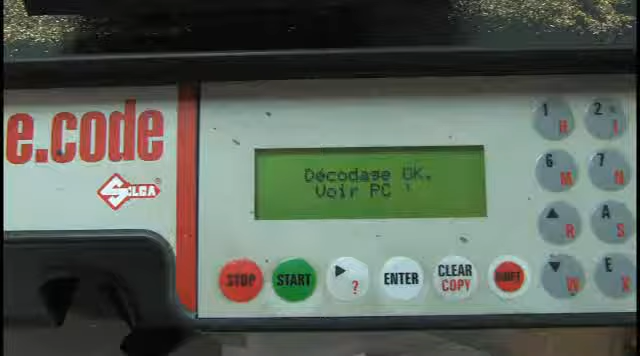 e.code
SILCA®
Décodage OK.
Voir PC !
1 H
2 I
6 M
7 N
▲ R
A S
▼ W
E X
STOP
START
► ?
ENTER
CLEAR
COPY
SHIFT